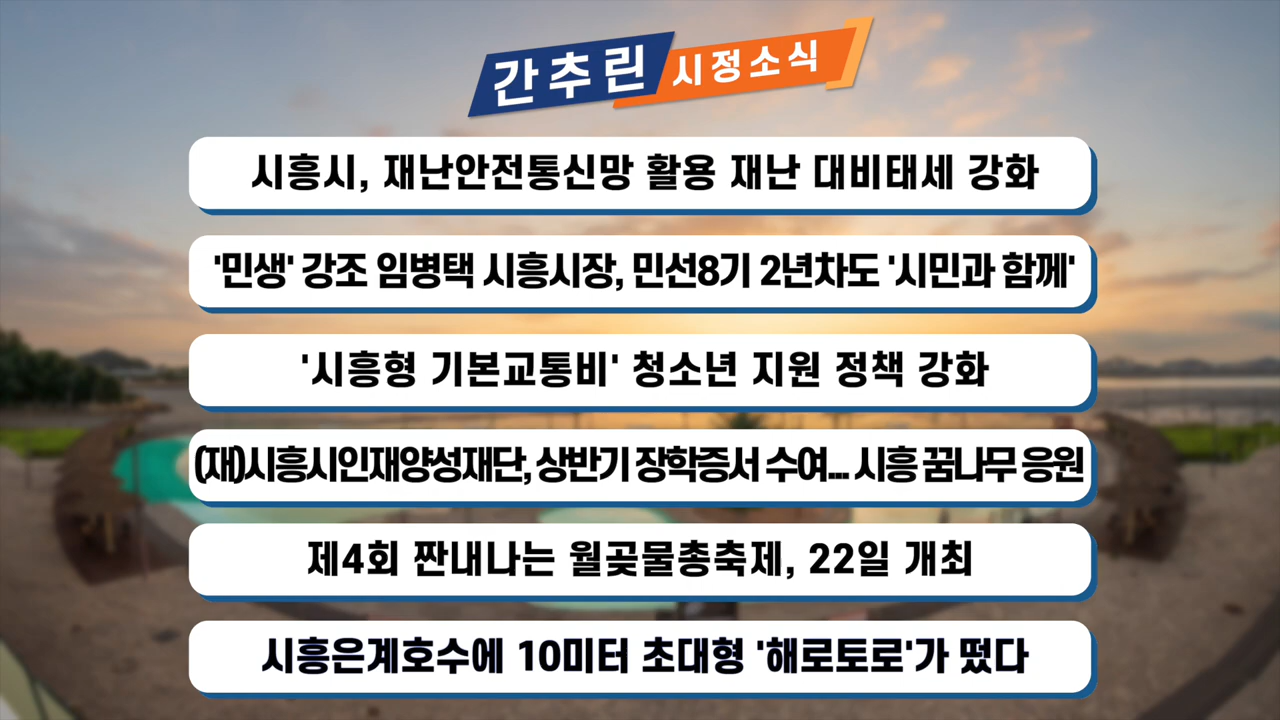 간추린 시정소식
시흥시, 재난안전통신망 활용 재난 대비태세 강화
'민생' 강조 임병택 시흥시장, 민선8기 2년차도 '시민과 함께'
'시흥형 기본교통비' 청소년 지원 정책 강화
(재)시흥시인재양성재단, 상반기 장학증서 수여... 시흥 꿈나무 응원
제4회 짠내나는 월곶물총축제, 22일 개최
시흥은계호수에 10미터 초대형 '해로토로'가 떴다